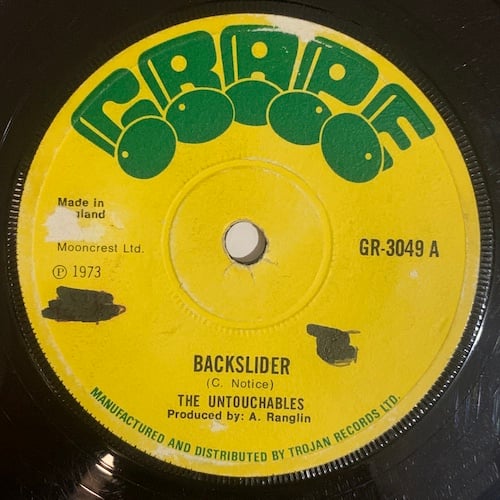 GRAPE
Made in
gland
Mooncrest Ltd.
Ⓟ 1973
GR-3049 A
BACKSLIDER
(C. Notice)
THE UNTOUCHABLES
Produced by: A. Ranglin
MANUFACTURED AND DISTRIBUTED BY TROJAN RECORDS LTD.